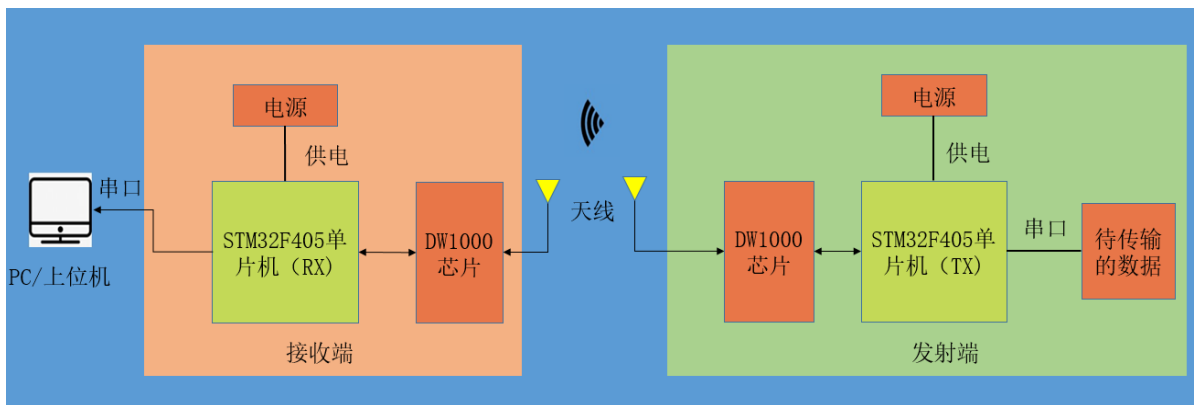 PC/上位机
串口
电源
供电
STM32F405单
片机（RX)
DW1000
芯片
接收端
天线
电源
供电
DW1000
芯片
STM32F405单
片机（TX)
串口
待传输
的数据
发射端